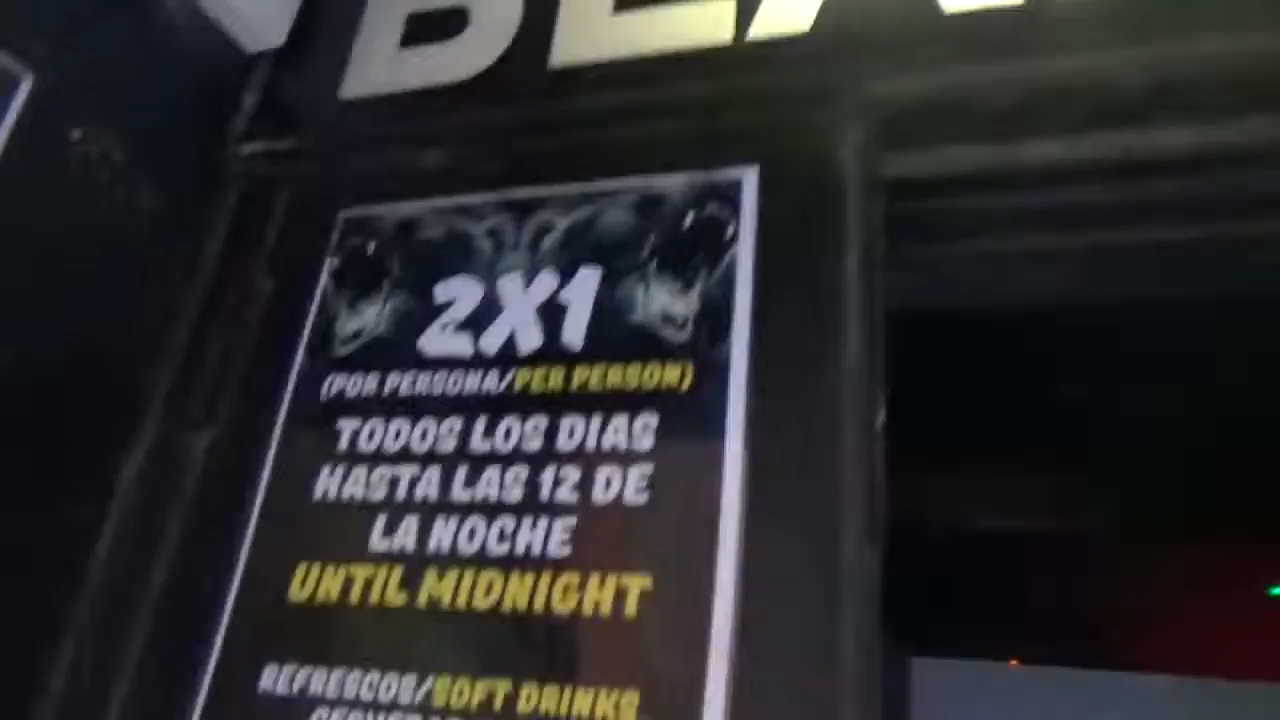 2X1
(POR PERSONA/PER PERSON)
TODOS LOS DIAS
HASTA LAS 12 DE
LA NOCHE
UNTIL MIDNIGHT
REFRESCOS/SOFT DRINKS